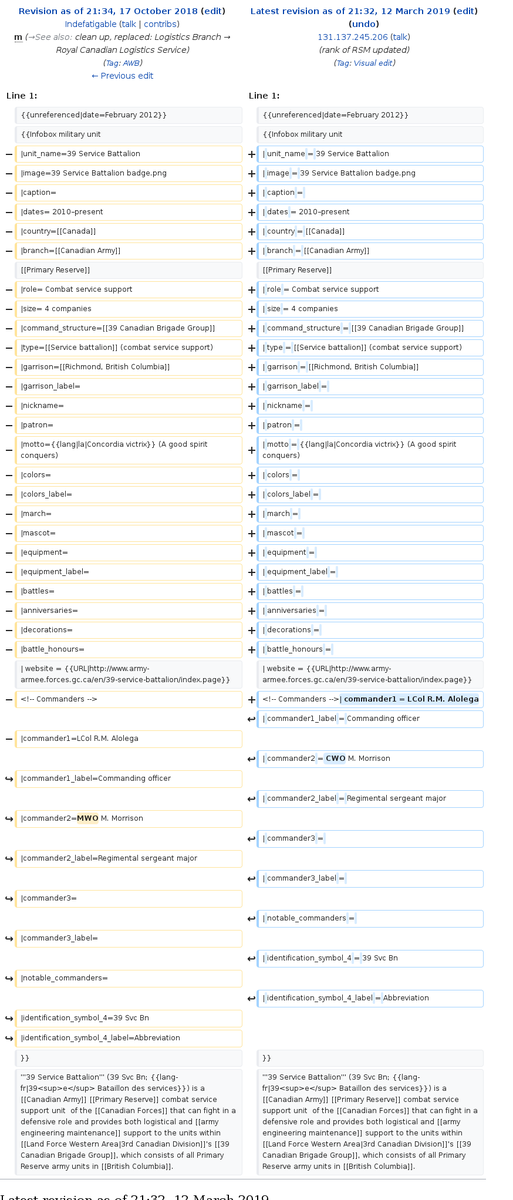 Revision as of 21:34, 17 October 2018 (edit)
Indefatigable (talk | contribs)
m (→See also: clean up, replaced: Logistics Branch →
Royal Canadian Logistics Service)
(Tag: AWB)
← Previous edit
Latest revision as of 21:32, 12 March 2019 (edit)
(undo)
131.137.245.206 (talk)
(rank of RSM updated)
(Tag: Visual edit)
Line 1:
Line 1:
{{unreferenced|date=February 2012}}
{{unreferenced|date=February 2012}}
{{Infobox military unit
{{Infobox military unit
− |unit_name=39 Service Battalion
+ | unit_name = 39 Service Battalion
− |image=39 Service Battalion badge.png
+ | image = 39 Service Battalion badge.png
− |caption=
+ | caption =
− |dates= 2010–present
+ | dates = 2010–present
− |country=[[Canada]]
+ | country = [[Canada]]
− |branch=[[Canadian Army]]
+ | branch = [[Canadian Army]]
[[Primary Reserve]]
[[Primary Reserve]]
− |role= Combat service support
+ | role = Combat service support
− |size= 4 companies
+ | size = 4 companies
− |command_structure=[[39 Canadian Brigade Group]]
+ | command_structure = [[39 Canadian Brigade Group]]
− |type=[[Service battalion]] (combat service support)
+ | type = [[Service battalion]] (combat service support)
− |garrison=[[Richmond, British Columbia]]
+ | garrison = [[Richmond, British Columbia]]
− |garrison_label=
+ | garrison_label =
− |nickname=
+ | nickname =
− |patron=
+ | patron =
− |motto={{lang|la|Concordia victrix}} (A good spirit
conquers)
+ | motto = {{lang|la|Concordia victrix}} (A good spirit
conquers)
− |colors=
+ | colors =
− |colors_label=
+ | colors_label =
− |march=
+ | march =
− |mascot=
+ | mascot =
− |equipment=
+ | equipment =
− |equipment_label=
+ | equipment_label =
− |battles=
+ | battles =
− |anniversaries=
+ | anniversaries =
− |decorations=
+ | decorations =
− |battle_honours=
+ | battle_honours =
| website = {{URL|http://www.army-
armee.forces.gc.ca/en/39-service-battalion/index.page}}
| website = {{URL|http://www.army-
armee.forces.gc.ca/en/39-service-battalion/index.page}}
− <!-- Commanders -->
+ <!-- Commanders -->| commander1 = LCol R.M. Alolega
↩ | commander1_label = Commanding officer
− |commander1=LCol R.M. Alolega
↩ | commander2 = CWO M. Morrison
↪ |commander1_label=Commanding officer
↩ | commander2_label = Regimental sergeant major
↪ |commander2=MWO M. Morrison
↩ | commander3 =
↪ |commander2_label=Regimental sergeant major
↩ | commander3_label =
↪ |commander3=
↩ | notable_commanders =
↪ |commander3_label=
↩ | identification_symbol_4 = 39 Svc Bn
↪ |notable_commanders=
↩ | identification_symbol_4_label = Abbreviation
↪ |identification_symbol_4=39 Svc Bn
↪ |identification_symbol_4_label=Abbreviation
}}
}}
'''39 Service Battalion''' (39 Svc Bn; {{lang-
fr|39<sup>e</sup> Bataillon des services}}) is a
[[Canadian Army]] [[Primary Reserve]] combat service
support unit of the [[Canadian Forces]] that can fight in a
defensive role and provides both logistical and [[army
engineering maintenance]] support to the units within
[[Land Force Western Area|3rd Canadian Division]]'s [[39
Canadian Brigade Group]], which consists of all Primary
Reserve army units in [[British Columbia]].
'''39 Service Battalion''' (39 Svc Bn; {{lang-
fr|39<sup>e</sup> Bataillon des services}}) is a
[[Canadian Army]] [[Primary Reserve]] combat service
support unit of the [[Canadian Forces]] that can fight in a
defensive role and provides both logistical and [[army
engineering maintenance]] support to the units within
[[Land Force Western Area|3rd Canadian Division]]'s [[39
Canadian Brigade Group]], which consists of all Primary
Reserve army units in [[British Columbia]].
Latest revision as of 21:32, 12 March 2019